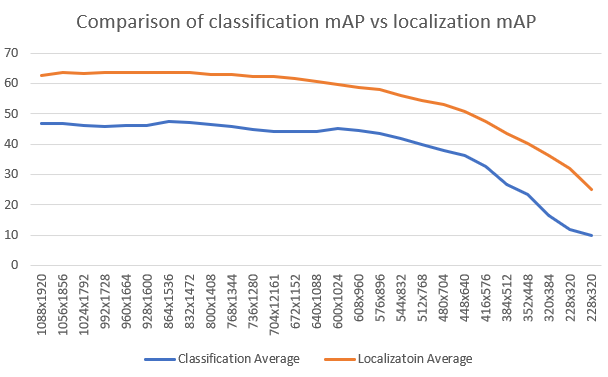 Comparison of classification mAP vs localization mAP
70
60
50
40
30
20
10
0
1088x1920
1056x1856
1024x1792
992x1728
960x1664
928x1600
864x1536
832x1472
800x1408
768x1344
736x1280
704x12161
672x1152
640x1088
600x1024
608x960
576x896
544x832
512x768
480x704
448x640
416x576
384x512
352x448
320x384
228x320
228x320
Classification Average
Localizatoin Average